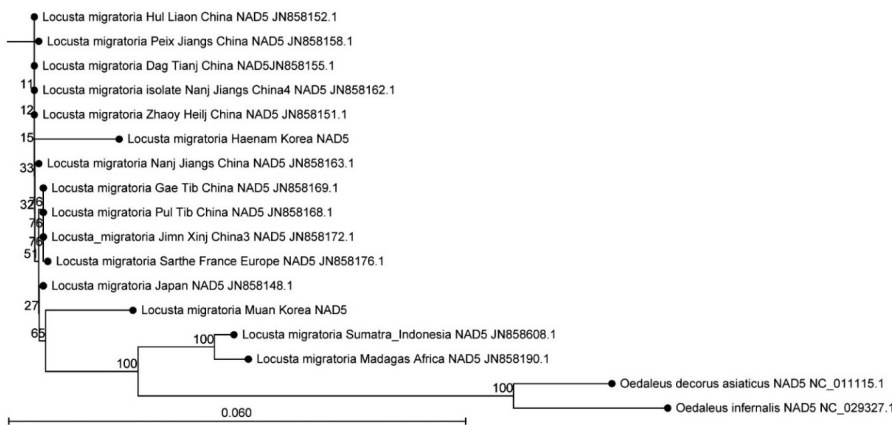 Locusta migratoria Hul Liaon China NAD5 JN858152.1
Locusta migratoria Peix Jiangs China NAD5 JN858158.1
Locusta migratoria Dag Tianj China NAD5JN858155.1
11
Locusta migratoria isolate Nanj Jiangs China4 NAD5 JN858162.1
12
Locusta migratoria Zhaoy Heilj China NAD5 JN858151.1
15
Locusta migratoria Haenam Korea NAD5
33
Locusta migratoria Nanj Jiangs China NAD5 JN858163.1
Locusta migratoria Gae Tib China NAD5 JN858169.1
32
76
Locusta migratoria Pul Tib China NAD5 JN858168.1
76
Locusta_migratoria Jimn Xinj China3 NAD5 JN858172.1
76
51
Locusta migratoria Sarthe France Europe NAD5 JN858176.1
Locusta migratoria Japan NAD5 JN858148.1
27
Locusta migratoria Muan Korea NAD5
65
100
Locusta migratoria Sumatra_Indonesia NAD5 JN858608.1
100
Locusta migratoria Madagas Africa NAD5 JN858190.1
100
Oedaleus decorus asiaticus NAD5 NC_011115.1
Oedaleus infernalis NAD5 NC_029327.1
0.060